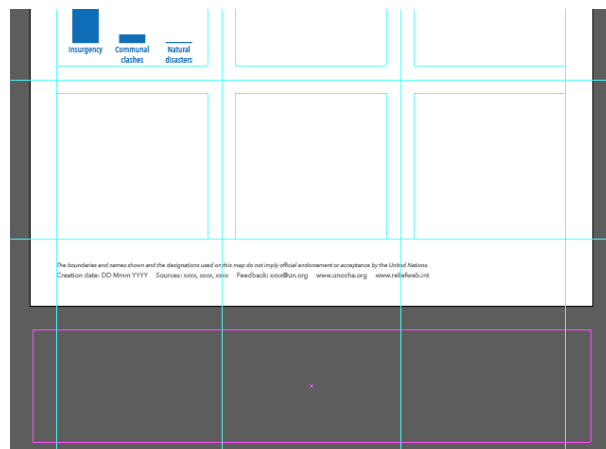 Insurgency Communal clashes Natural disasters
The boundaries and names shown and the designations used on this map do not imply official endorsement or acceptance by the United Nations.
Creation date: DD Mmm YYYY Sources: xxxx, xxxx, xxxx Feedback: xxxx@un.org www.unocha.org www.reliefweb.int